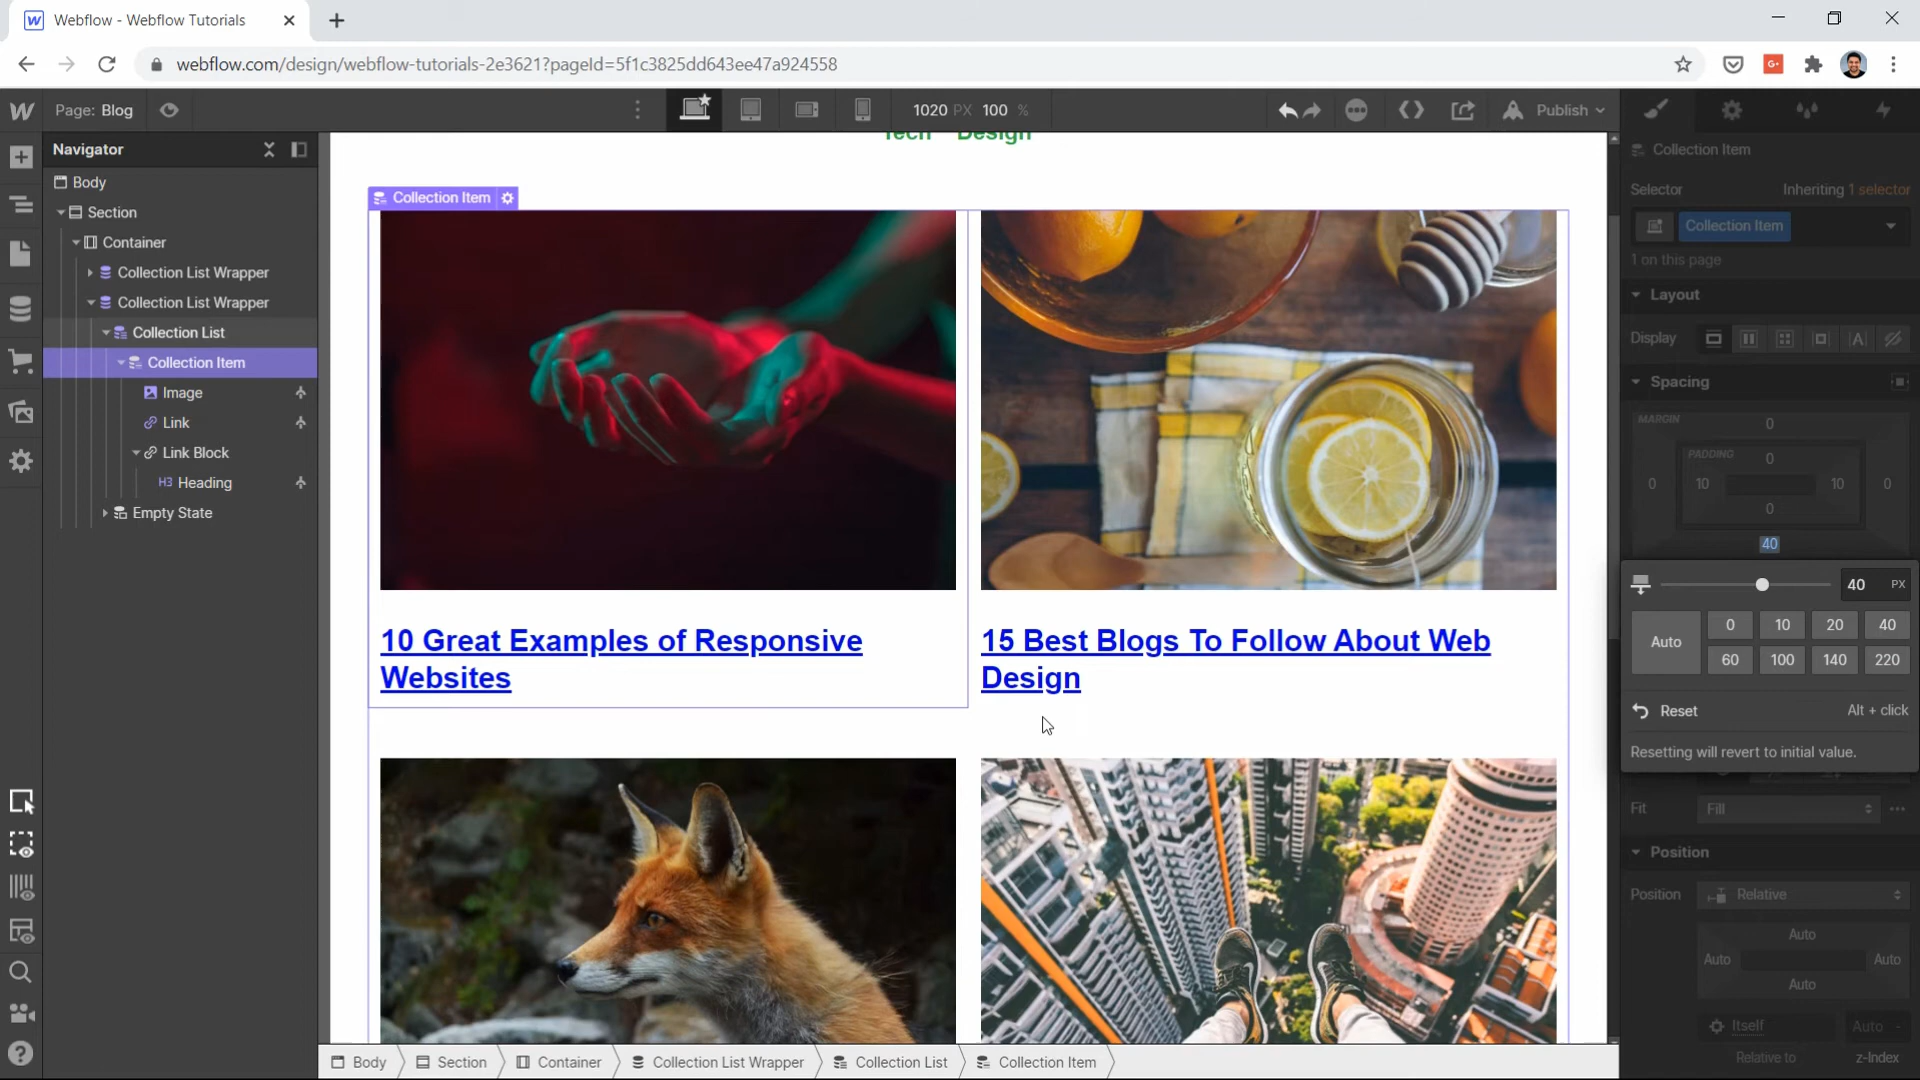 Webflow - Webflow Tutorials
webflow.com/design/webflow-tutorials-2e3621?pageId=5f1c3825dd643ee47a924558
Page: Blog
1020 PX 100 %
Publish
Navigator
Body
Section
Container
Collection List Wrapper
Collection List Wrapper
Collection List
Collection Item
Image
Link
Link Block
H3 Heading
Empty State
Tech Design
Collection Item
10 Great Examples of Responsive
Websites
15 Best Blogs To Follow About Web
Design
Collection Item
Selector Inheriting 1 selector
Collection Item
1 on this page
Layout
Display
Spacing
MARGIN
0
PADDING
0
0 10 10 0
0
40
40 PX
Auto
0 10 20 40
60 100 140 220
Reset Alt + click
Resetting will revert to initial value.
Fit Fill
Position
Position Relative
Auto
Auto Auto
Auto
Itself Auto -
Relative to z-Index
Body Section Container Collection List Wrapper Collection List Collection Item